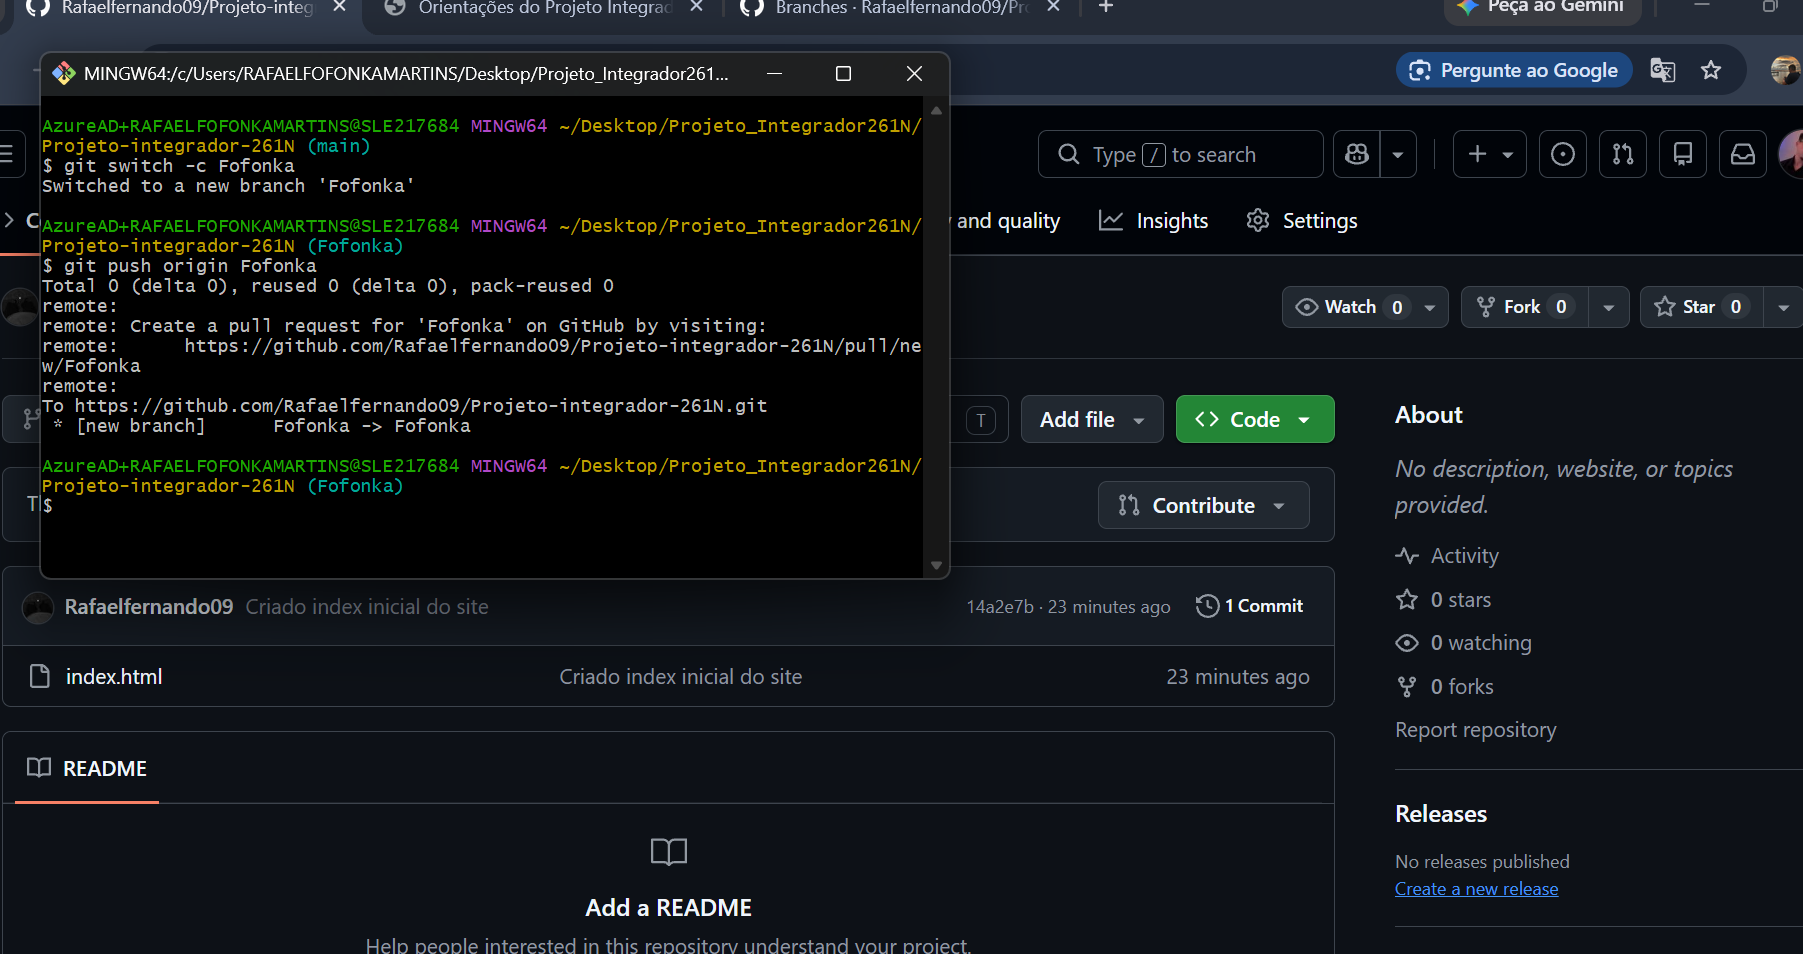 Rafaelfernando09/Projeto-integ
Orientações do Projeto Integrad
Branches · Rafaelfernando09/Pr
Peça ao Gemini
MINGW64:/c/Users/RAFAELFOFONKAMARTINS/Desktop/Projeto_Integrador261...
Pergunte ao Google
AzureAD+RAFAELFOFONKAMARTINS@SLE217684 MINGW64 ~/Desktop/Projeto_Integrador261N/
Projeto-integrador-261N (main)
$ git switch -c Fofonka
Switched to a new branch 'Fofonka'
AzureAD+RAFAELFOFONKAMARTINS@SLE217684 MINGW64 ~/Desktop/Projeto_Integrador261N/
Projeto-integrador-261N (Fofonka)
$ git push origin Fofonka
Total 0 (delta 0), reused 0 (delta 0), pack-reused 0
remote:
remote: Create a pull request for 'Fofonka' on GitHub by visiting:
remote:      https://github.com/Rafaelfernando09/Projeto-integrador-261N/pull/ne
w/Fofonka
remote:
To https://github.com/Rafaelfernando09/Projeto-integrador-261N.git
 * [new branch]      Fofonka -> Fofonka
AzureAD+RAFAELFOFONKAMARTINS@SLE217684 MINGW64 ~/Desktop/Projeto_Integrador261N/
Projeto-integrador-261N (Fofonka)
$
Type / to search
and quality
Insights
Settings
Watch 0
Fork 0
Star 0
T
Add file
Code
Contribute
Rafaelfernando09 Criado index inicial do site
14a2e7b · 23 minutes ago
1 Commit
index.html
Criado index inicial do site
23 minutes ago
README
Add a README
Help people interested in this repository understand your project.
About
No description, website, or topics
provided.
Activity
0 stars
0 watching
0 forks
Report repository
Releases
No releases published
Create a new release